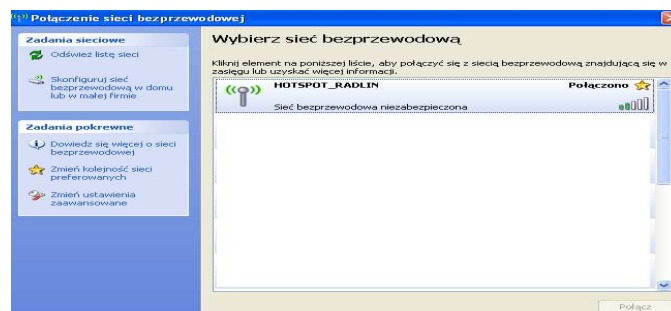 Połączenie sieci bezprzewodowej
Zadania sieciowe
Odśwież listę sieci
Skonfiguruj sieć
bezprzewodową w domu
lub w małej firmie
Zadania pokrewne
Dowiedz się więcej o sieci
bezprzewodowej
Zmień kolejność sieci
preferowanych
Zmień ustawienia
zaawansowane
Wybierz sieć bezprzewodową
Kliknij element na poniższej liście, aby połączyć się z siecią bezprzewodową znajdującą się w
zasięgu lub uzyskać więcej informacji.
HOTSPOT_RADLIN Połączono
Sieć bezprzewodowa niezabezpieczona
Połącz